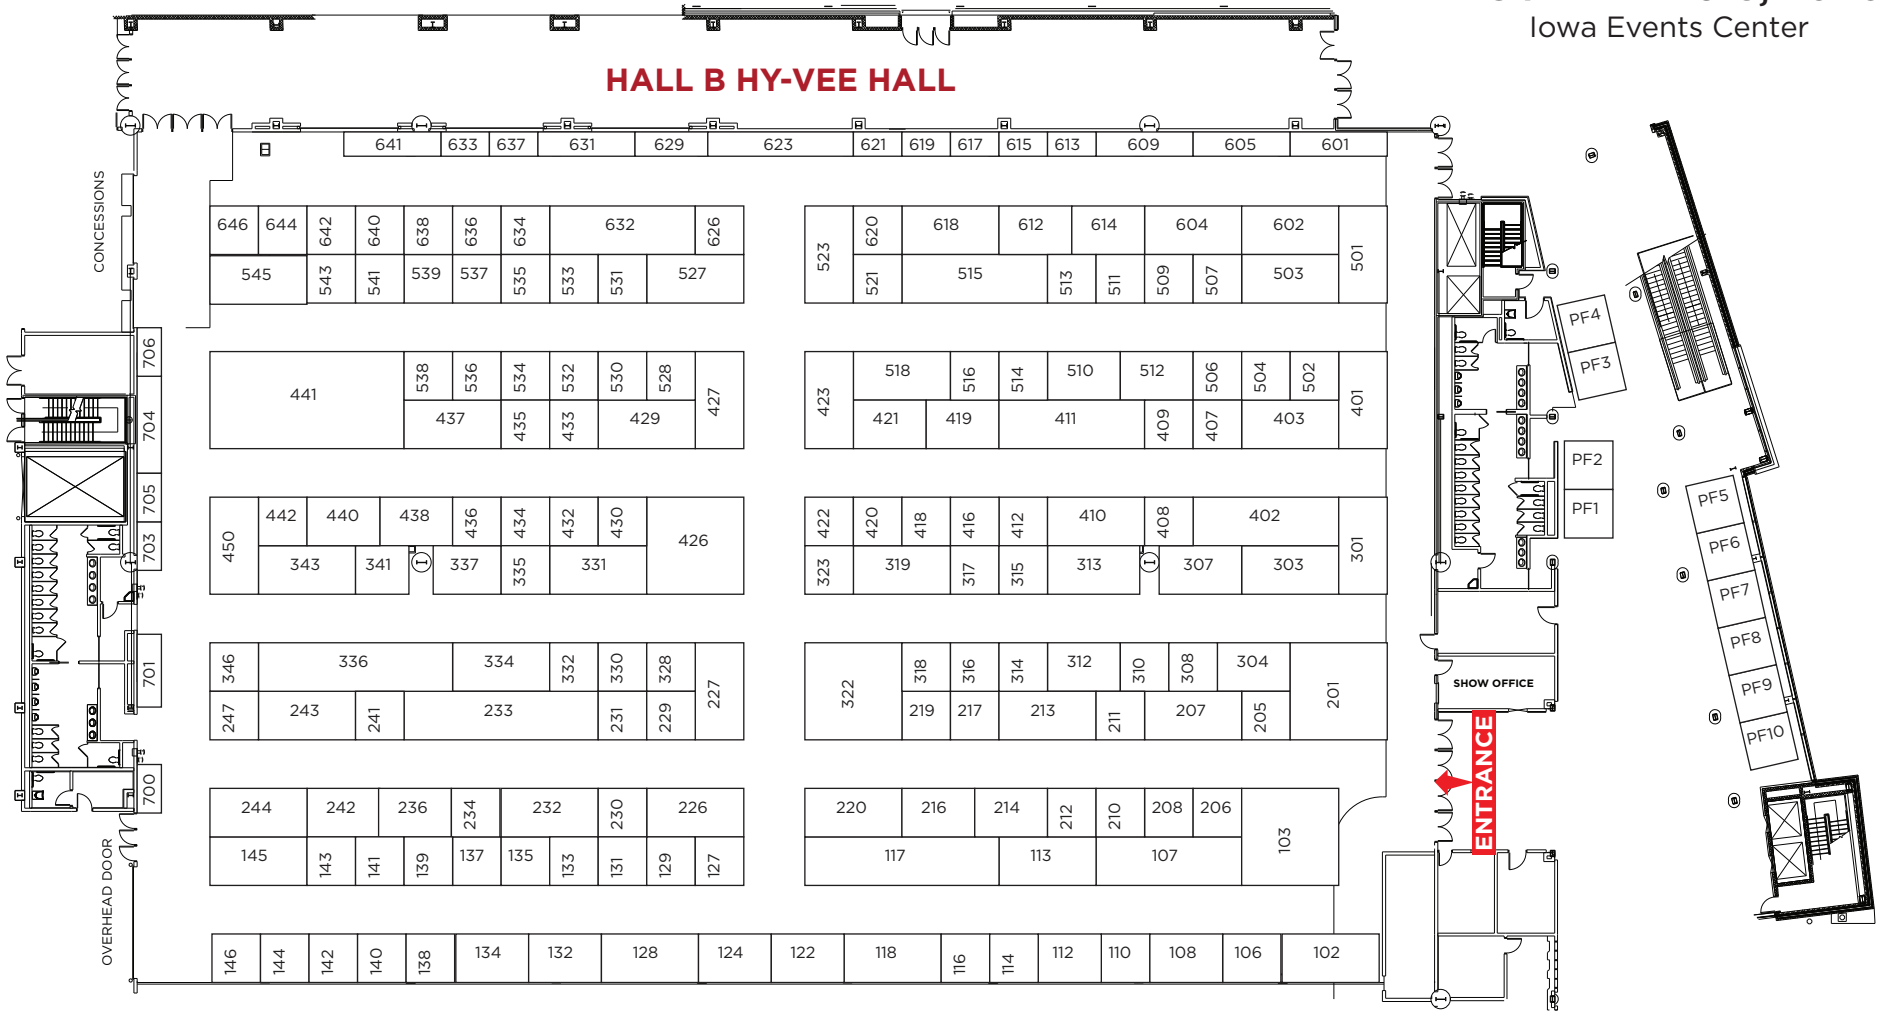 Iowa Events Center
HALL B HY-VEE HALL
641 633 637 631 629 623 621 619 617 615 613 609 605 601
CONCESSIONS
646 644 642 640 638 636 634 632 626 523 620 618 612 614 604 602 501
545 543 541 539 537 535 533 531 527 521 515 513 511 509 507 503
PF4
PF3
706
704
705
703
701
700
441 538 536 534 532 530 528 427 423 518 516 514 510 512 506 504 502 401
437 435 433 429 421 419 411 409 407 403
PF2
PF1
450 442 440 438 436 434 432 430 426 422 420 418 416 412 410 408 402 301
343 341 337 335 331 323 319 317 315 313 307 303
PF5
PF6
PF7
PF8
PF9
PF10
346 336 334 332 330 328 227 322 318 316 314 312 310 308 304 201
247 243 241 233 231 229 219 217 213 211 207 205
SHOW OFFICE
ENTRANCE
244 242 236 234 232 230 226 220 216 214 212 210 208 206 103
145 143 141 139 137 135 133 131 129 127 117 113 107
OVERHEAD DOOR
146 144 142 140 138 134 132 128 124 122 118 116 114 112 110 108 106 102